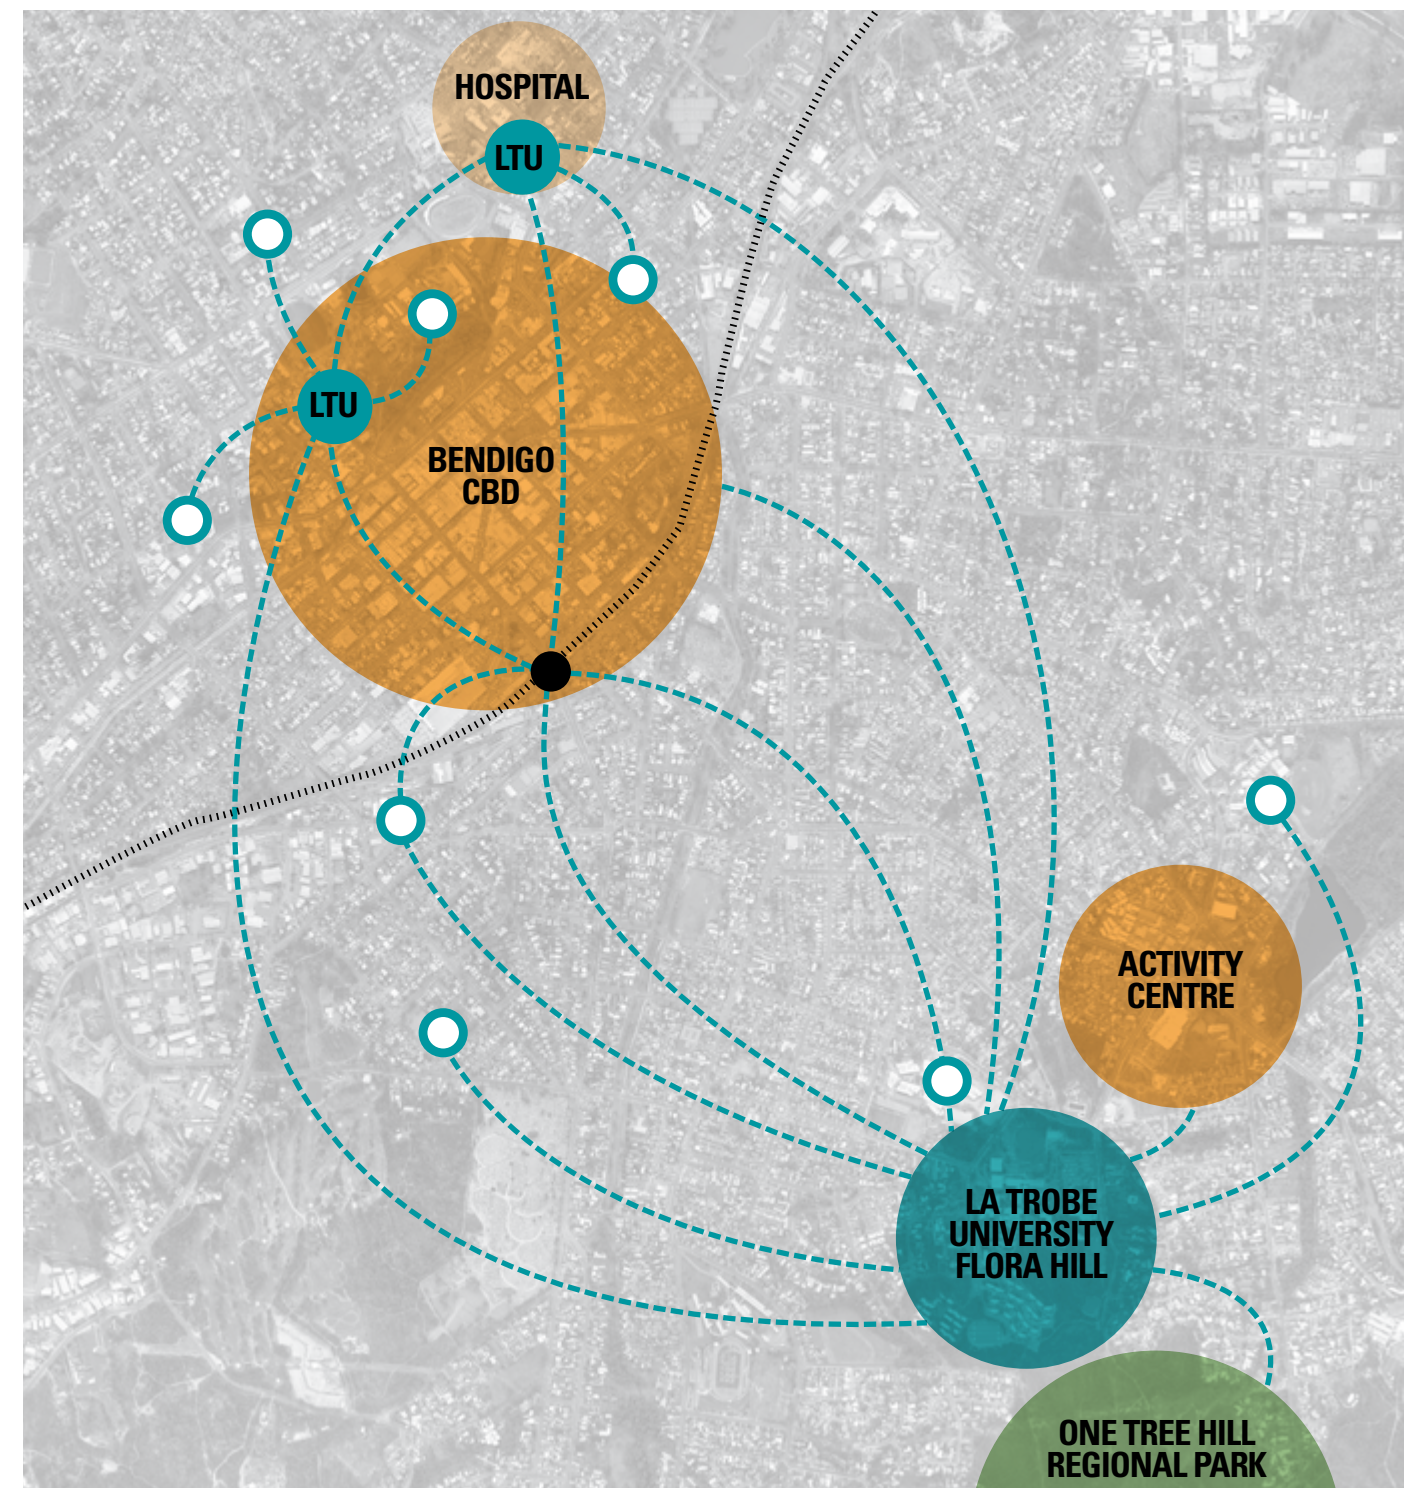 HOSPITAL
LTU
LTU
BENDIGO
CBD
ACTIVITY
CENTRE
LA TROBE
UNIVERSITY
FLORA HILL
ONE TREE HILL
REGIONAL PARK